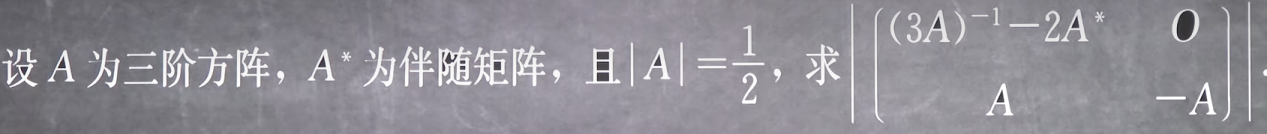 设 A 为三阶方阵，A* 为伴随矩阵，且|A|=1/2，求 |((3A)⁻¹−2A* O; A −A)|.